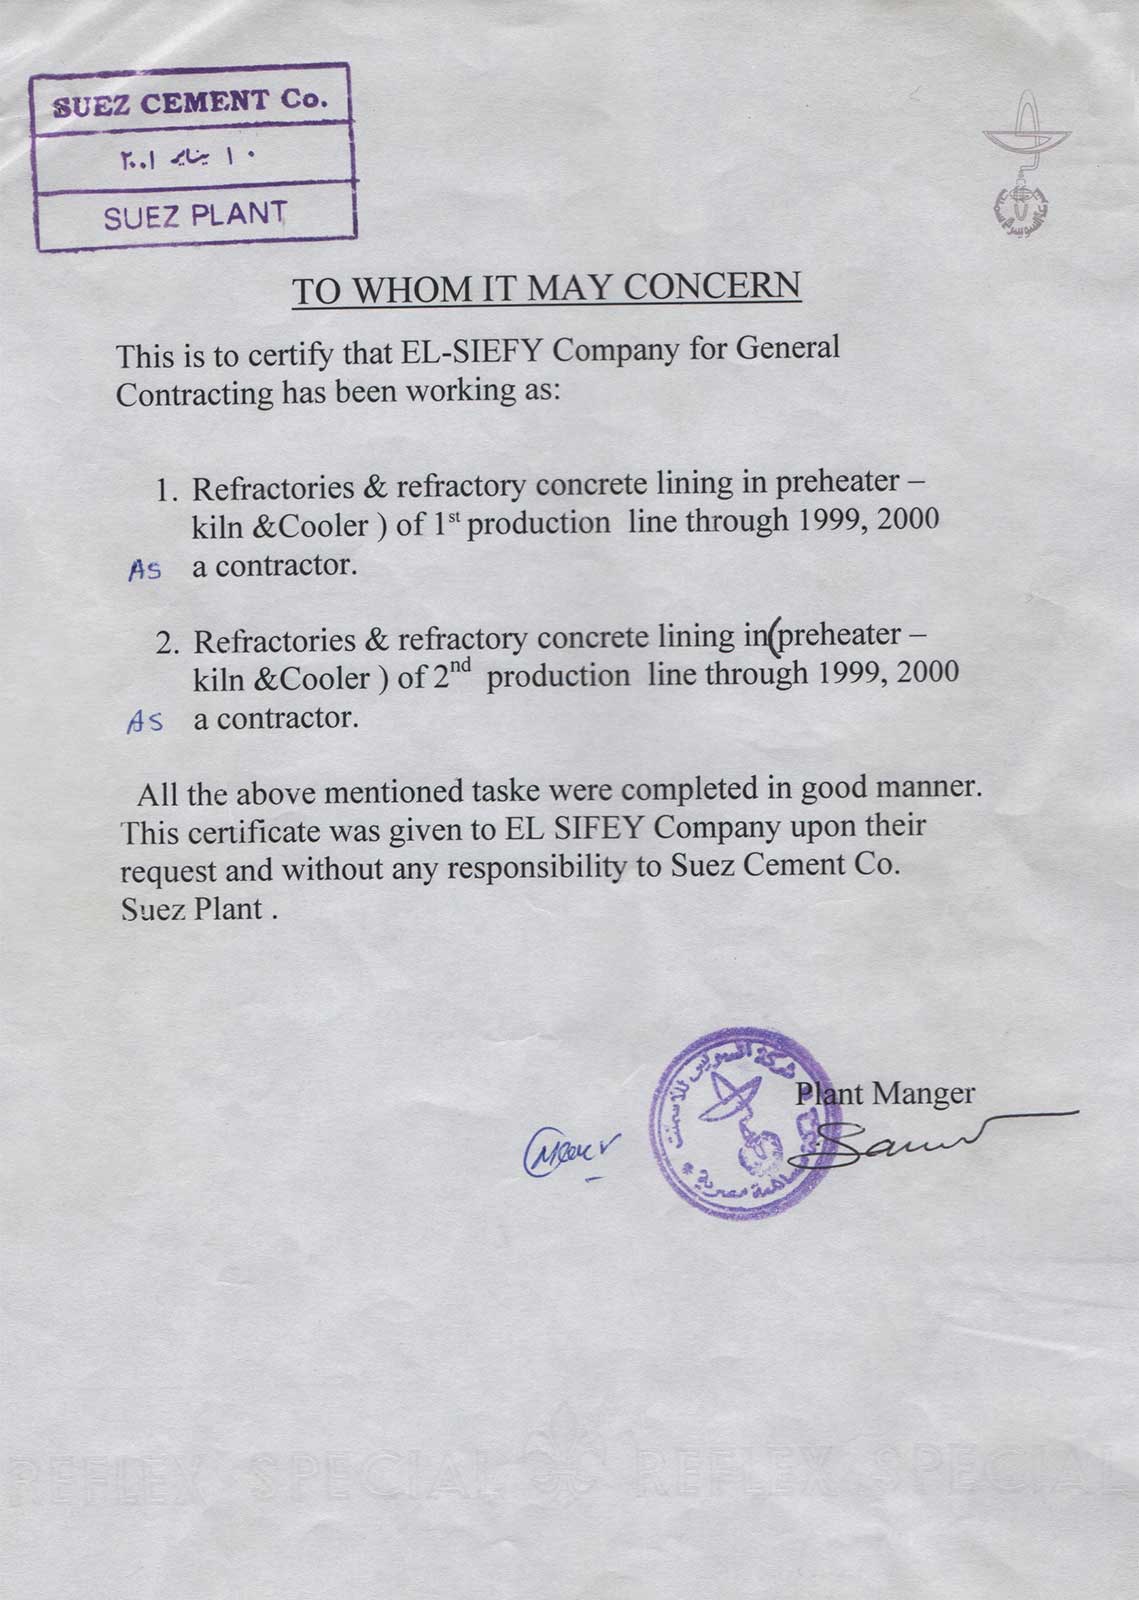 SUEZ CEMENT Co.
١٠ يناير ٢٠٠١
SUEZ PLANT
TO WHOM IT MAY CONCERN
This is to certify that EL-SIEFY Company for General
Contracting has been working as:
1. Refractories & refractory concrete lining in preheater –
kiln &Cooler ) of 1st production line through 1999, 2000
As a contractor.
2. Refractories & refractory concrete lining in(preheater –
kiln &Cooler ) of 2nd production line through 1999, 2000
As a contractor.
All the above mentioned taske were completed in good manner.
This certificate was given to EL SIFEY Company upon their
request and without any responsibility to Suez Cement Co.
Suez Plant .
شركة السويس للأسمنت
مساهمة مصرية
Plant Manger
REFLEX SPECIAL REFLEX SPECIAL